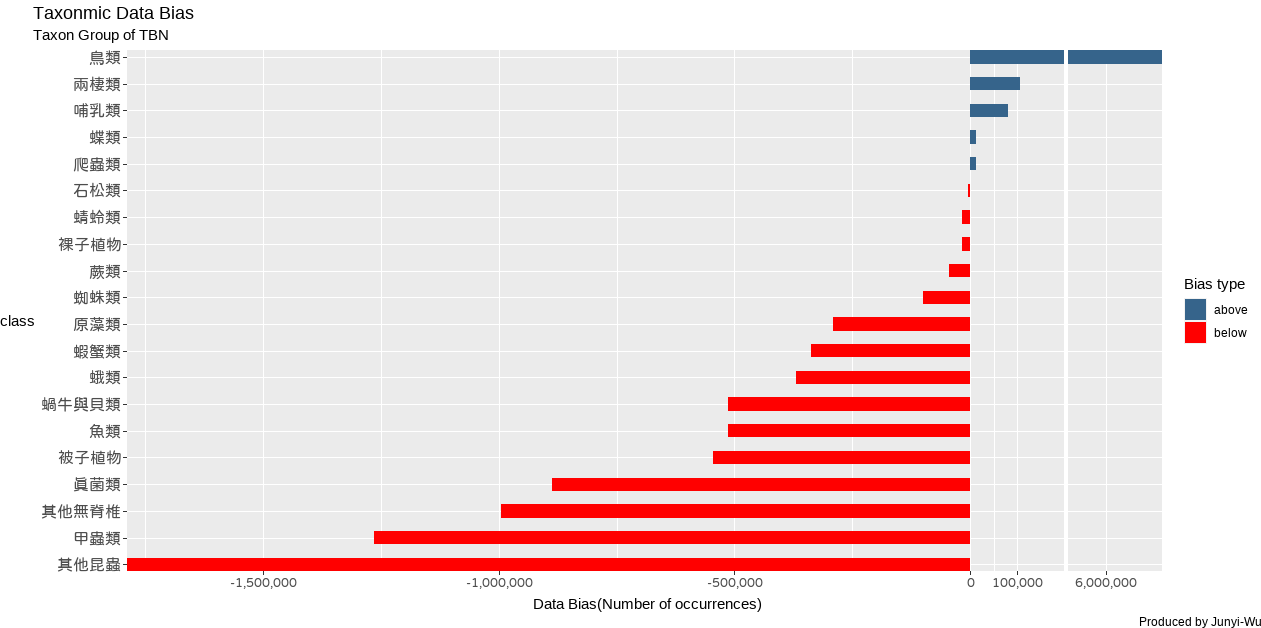 Taxonmic Data Bias
Taxon Group of TBN
鳥類
兩棲類
哺乳類
蝶類
爬蟲類
石松類
蜻蛉類
裸子植物
蕨類
蜘蛛類
原藻類
蝦蟹類
蛾類
蝸牛與貝類
魚類
被子植物
真菌類
其他無脊椎
甲蟲類
其他昆蟲
class
-1,500,000
-1,000,000
-500,000
0
100,000
6,000,000
Data Bias(Number of occurrences)
Bias type
above
below
Produced by Junyi-Wu